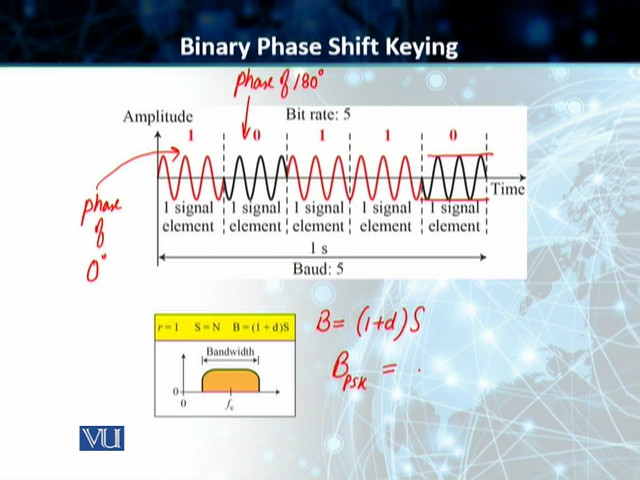 Binary Phase Shift Keying
phase of 180°
Amplitude
Bit rate: 5
1 0 1 1 0
Time
phase
of
0°
1 signal 1 signal 1 signal 1 signal 1 signal
element element element element element
1 s
Baud: 5
r = 1 S = N B = (1 + d)S
B = (1+d) S
Bandwidth
B PSK = .
0
0 fc
VU